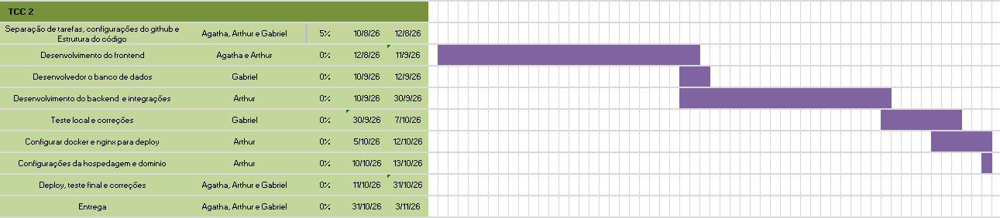 TCC 2
Separação de tarefas, configurações do github e
Estrutura do código
Agatha, Arthur e Gabriel 5% 10/8/26 12/8/26
Desenvolvimento do frontend Agatha e Arthur 0% 12/8/26 11/9/26
Desenvolvedor o banco de dados Gabriel 0% 10/9/26 12/9/26
Desenvolvimento do backend e integrações Arthur 0% 10/9/26 30/9/26
Teste local e correções Gabriel 0% 30/9/26 7/10/26
Configurar docker e nginx para deploy Arthur 0% 5/10/26 12/10/26
Configurações da hospedagem e dominio Arthur 0% 10/10/26 13/10/26
Deploy, teste final e correções Agatha, Arthur e Gabriel 0% 11/10/26 31/10/26
Entrega Agatha, Arthur e Gabriel 0% 31/10/26 3/11/26